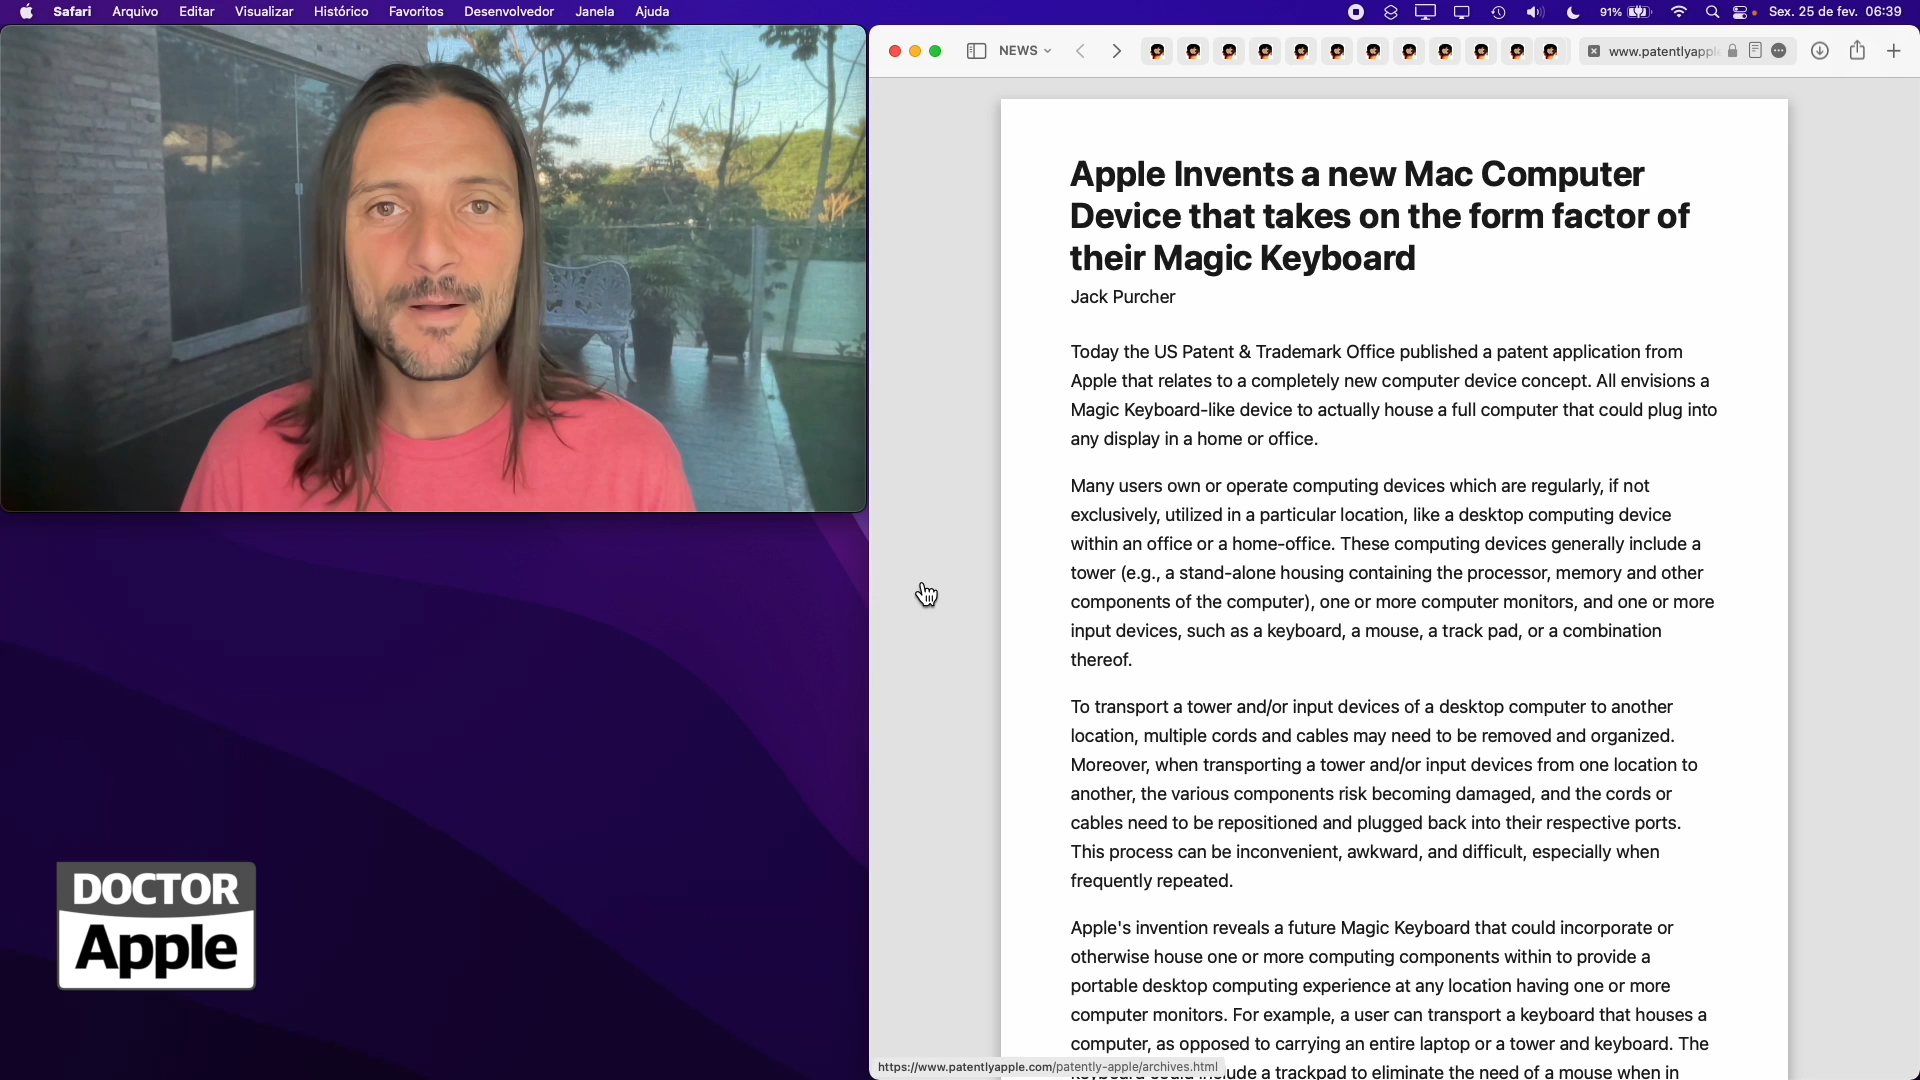 Safari Arquivo Editar Visualizar Histórico Favoritos Desenvolvedor Janela Ajuda
91% Sex. 25 de fev. 06:39
NEWS
www.patentlyappl
Apple Invents a new Mac Computer
Device that takes on the form factor of
their Magic Keyboard
Jack Purcher
Today the US Patent & Trademark Office published a patent application from
Apple that relates to a completely new computer device concept. All envisions a
Magic Keyboard-like device to actually house a full computer that could plug into
any display in a home or office.
Many users own or operate computing devices which are regularly, if not
exclusively, utilized in a particular location, like a desktop computing device
within an office or a home-office. These computing devices generally include a
tower (e.g., a stand-alone housing containing the processor, memory and other
components of the computer), one or more computer monitors, and one or more
input devices, such as a keyboard, a mouse, a track pad, or a combination
thereof.
To transport a tower and/or input devices of a desktop computer to another
location, multiple cords and cables may need to be removed and organized.
Moreover, when transporting a tower and/or input devices from one location to
another, the various components risk becoming damaged, and the cords or
cables need to be repositioned and plugged back into their respective ports.
This process can be inconvenient, awkward, and difficult, especially when
frequently repeated.
Apple's invention reveals a future Magic Keyboard that could incorporate or
otherwise house one or more computing components within to provide a
portable desktop computing experience at any location having one or more
computer monitors. For example, a user can transport a keyboard that houses a
computer, as opposed to carrying an entire laptop or a tower and keyboard. The
a trackpad to eliminate the need of a mouse when in
https://www.patentlyapple.com/patently-apple/archives.html
DOCTOR
Apple